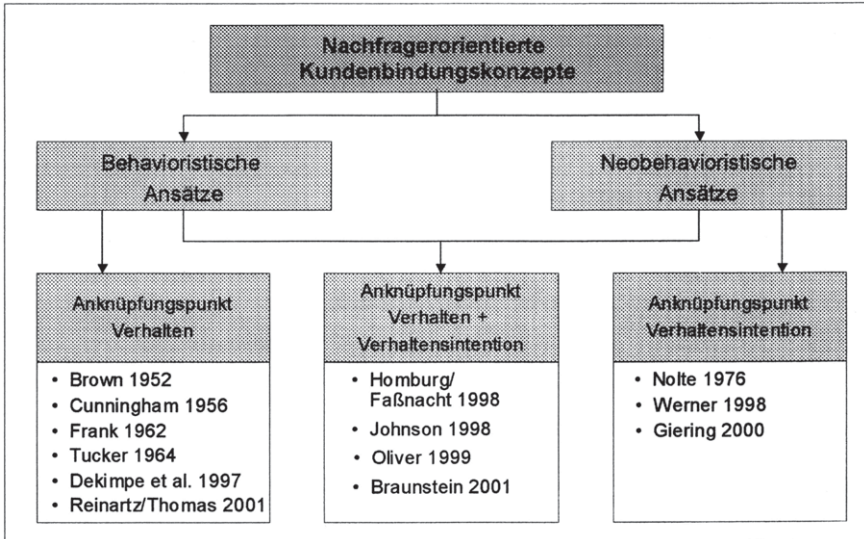 Nachfragerorientierte
Kundenbindungskonzepte
Behavioristische
Ansätze
Neobehavioristische
Ansätze
Anknüpfungspunkt
Verhalten
• Brown 1952
• Cunningham 1956
• Frank 1962
• Tucker 1964
• Dekimpe et al. 1997
• Reinartz/Thomas 2001
Anknüpfungspunkt
Verhalten +
Verhaltensintention
• Homburg/
Faßnacht 1998
• Johnson 1998
• Oliver 1999
• Braunstein 2001
Anknüpfungspunkt
Verhaltensintention
• Nolte 1976
• Werner 1998
• Giering 2000